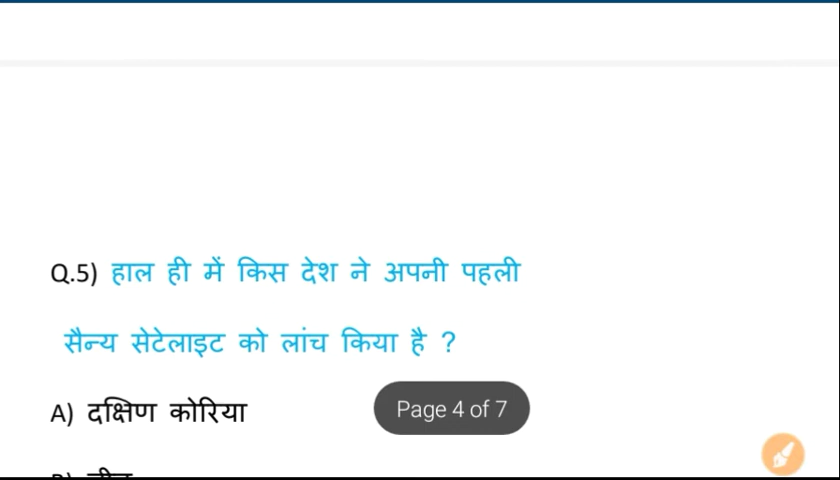 Q.5) हाल ही में किस देश ने अपनी पहली
सैन्य सेटेलाइट को लांच किया है ?
A) दक्षिण कोरिया
Page 4 of 7